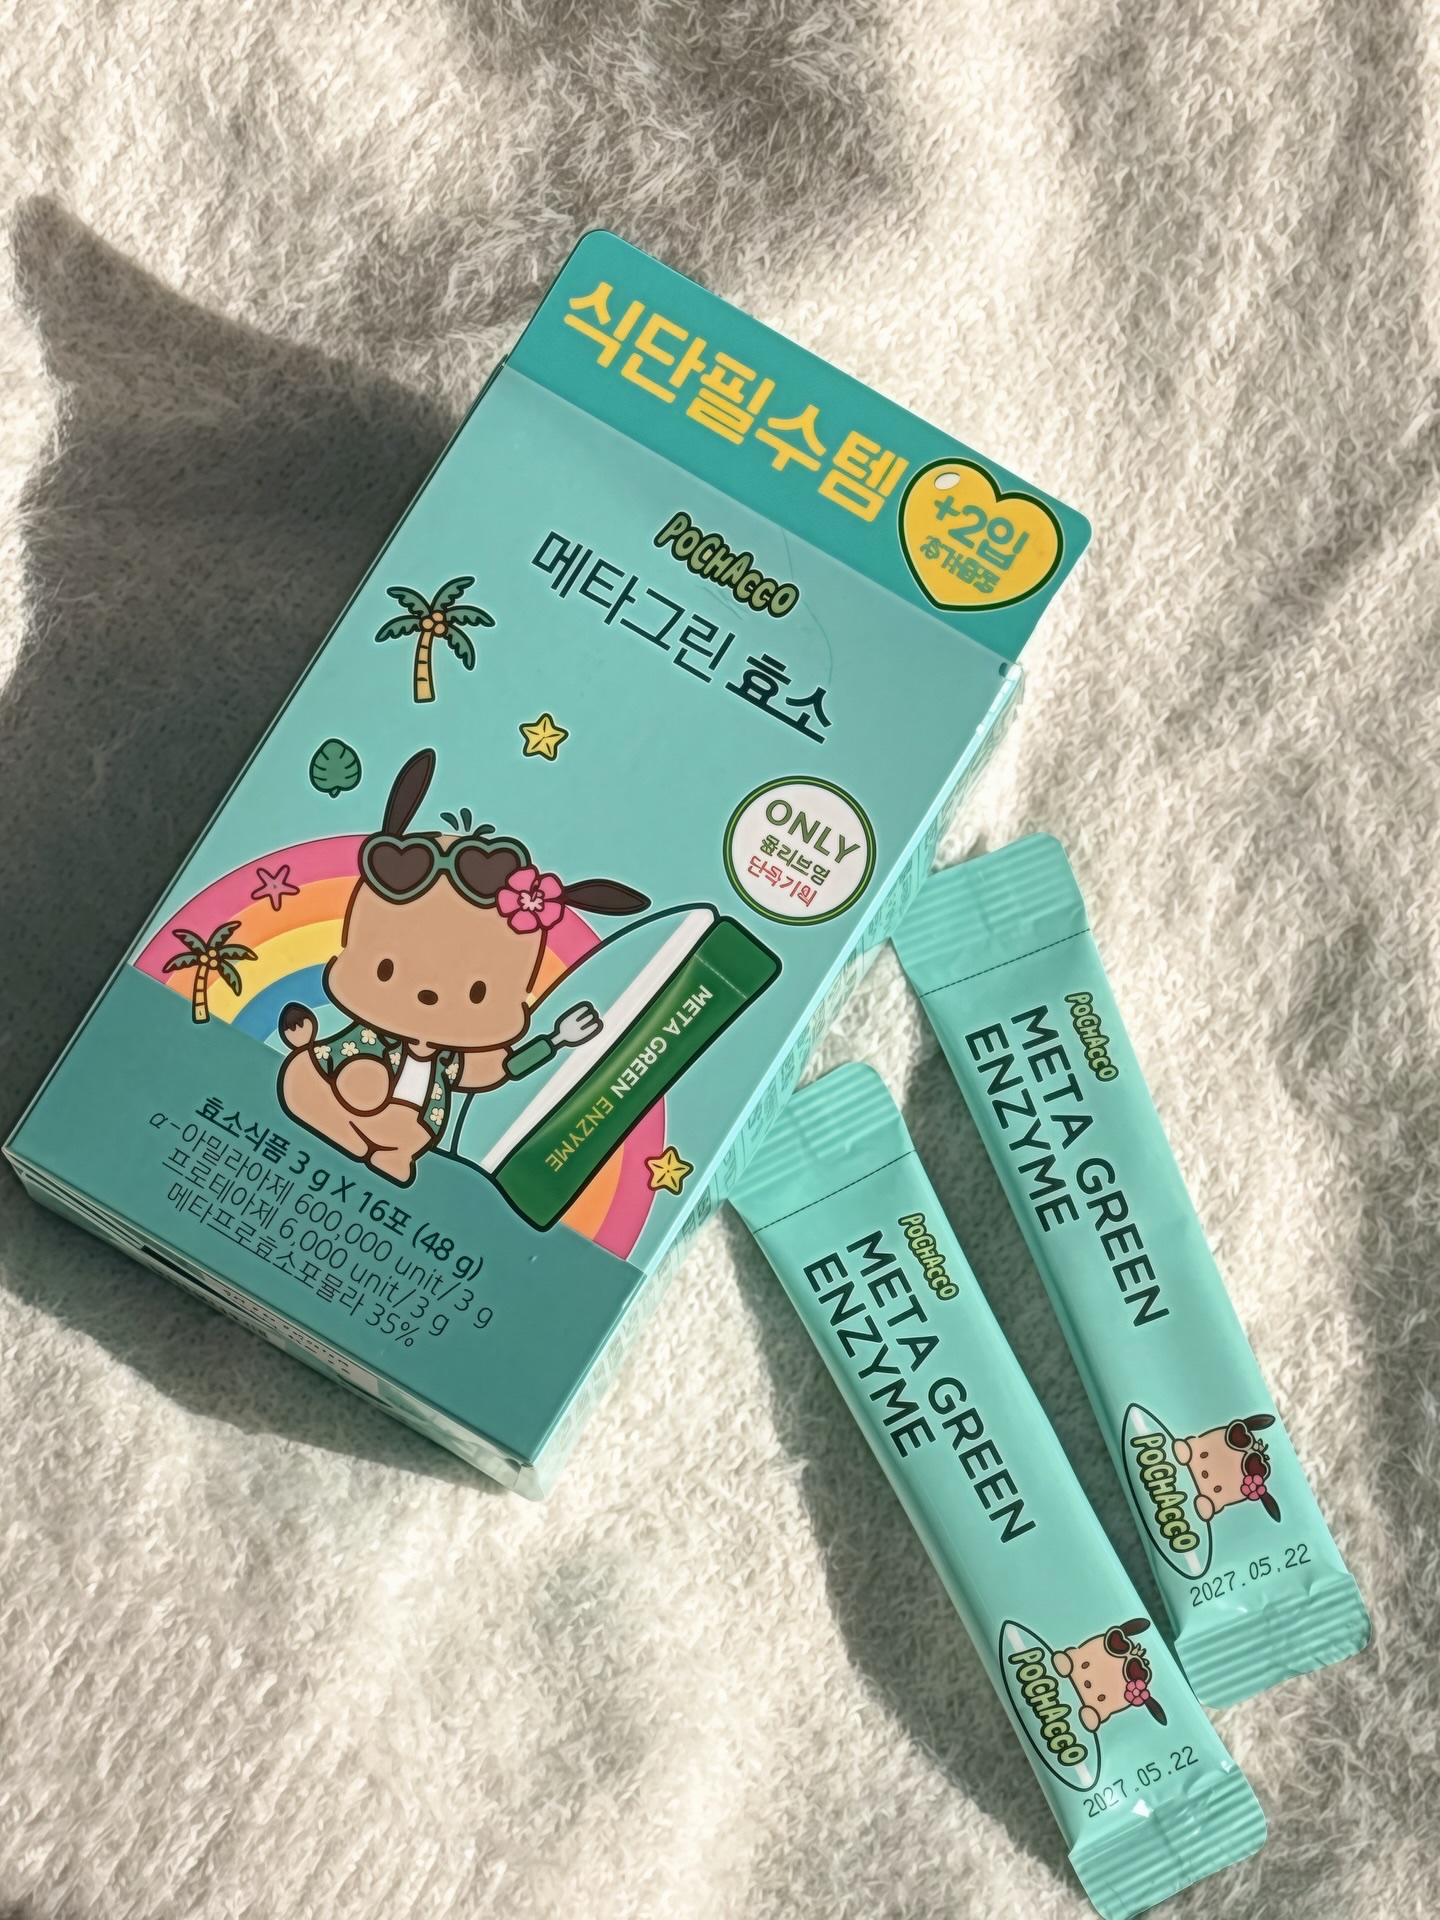 식단필수템
+2입
POCHACCO
메타그린 효소
ONLY
올리브영
단독기획
META GREEN ENZYME
효소식품 3 g X 16포 (48 g)
α-아밀라아제 600,000 unit/3 g
프로테아제 6,000 unit/3 g
메타프로효소포뮬라 35%
POCHACCO
META GREEN
ENZYME
POCHACCO
2027.05.22
POCHACCO
META GREEN
ENZYME
POCHACCO
2027.05.22